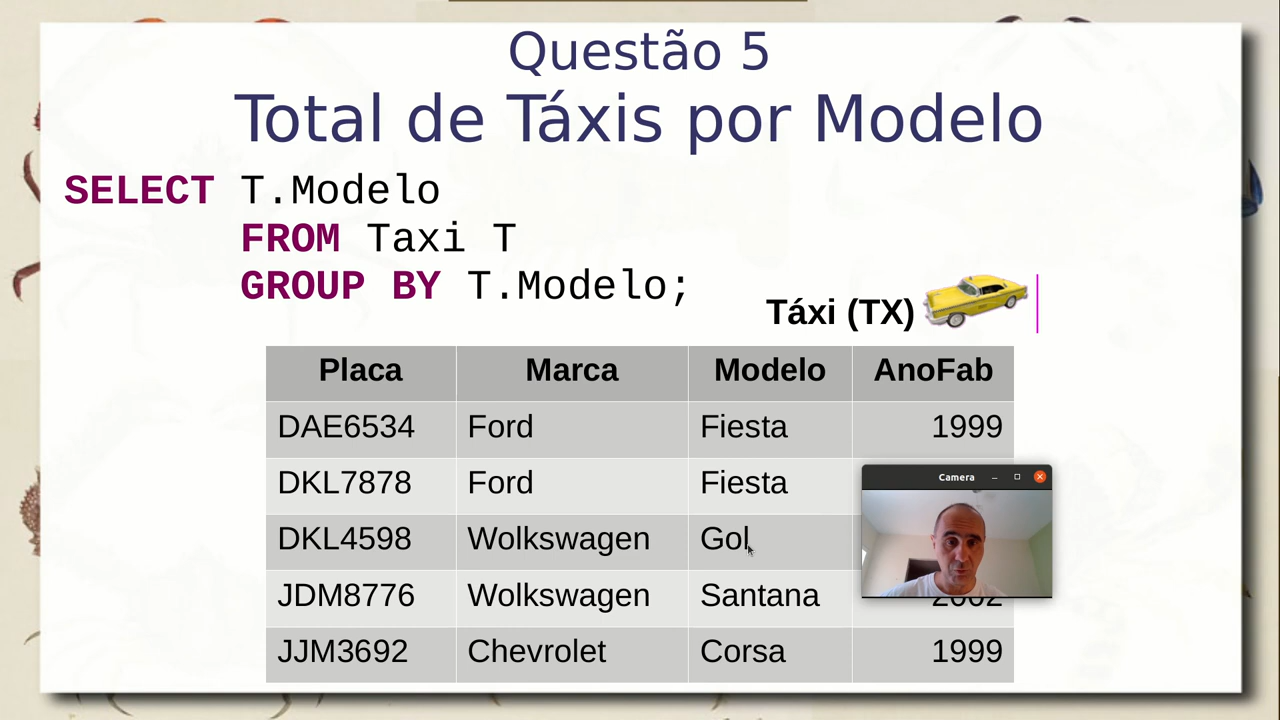 Questão 5
Total de Táxis por Modelo
SELECT T.Modelo
FROM Taxi T
GROUP BY T.Modelo;
Táxi (TX)
Placa Marca Modelo AnoFab
DAE6534 Ford Fiesta 1999
DKL7878 Ford Fiesta
Camera
DKL4598 Wolkswagen Gol
JDM8776 Wolkswagen Santana 2002
JJM3692 Chevrolet Corsa 1999